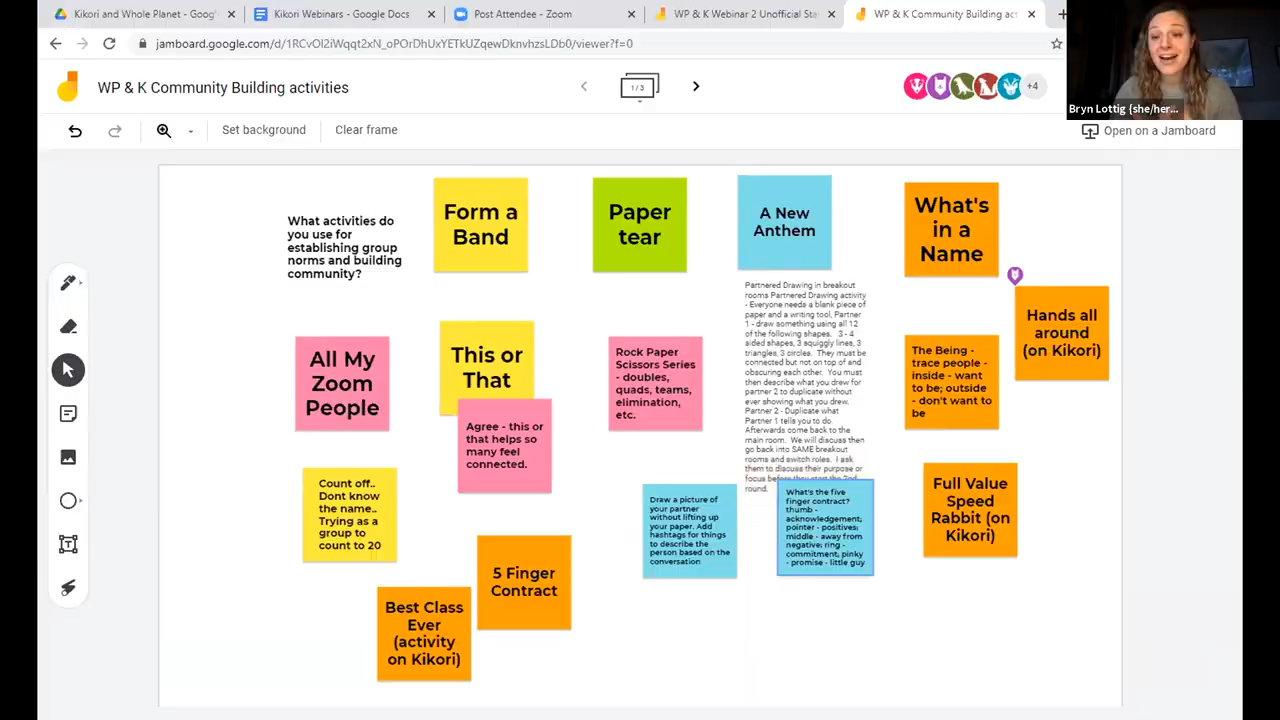 Kikori and Whole Planet - Goog'
Kikori Webinars - Google Docs
Post Attendee - Zoom
WP & K Webinar 2 Unofficial Sta
WP & K Community Building act
jamboard.google.com/d/1RCvOl2iWqqt2xN_oPOrDhUxYETkUZqewDknvhzsLDb0/viewer?f=0
WP & K Community Building activities
1/3
+4
Bryn Lottig {she/her...
Set background
Clear frame
Open on a Jamboard
What activities do
you use for
establishing group
norms and building
community?
Form a
Band
Paper
tear
A New
Anthem
What's
in a
Name
Hands all
around
(on Kikori)
All My
Zoom
People
This or
That
Agree - this or
that helps so
many feel
connected.
Rock Paper
Scissors Series
- doubles,
quads, teams,
elimination,
etc.
Partnered Drawing in breakout
rooms Partnered Drawing activity
- Everyone needs a blank piece of
paper and a writing tool, Partner
1 - draw something using all 12
of the following shapes. 3 - 4
sided shapes, 3 squiggly lines, 3
triangles, 3 circles. They must be
connected but not on top of and
obscuring each other. You must
then describe what you drew for
partner 2 to duplicate without
ever showing what you drew.
Partner 2 - Duplicate what
Partner 1 tells you to do.
Afterwards come back to the
main room. We will discuss then
go back into SAME breakout
rooms and switch roles. I ask
them to discuss their purpose or
focus before they start the 2nd
round.
The Being -
trace people -
inside - want
to be; outside
- don't want to
be
Count off..
Dont know
the name..
Trying as a
group to
count to 20
Draw a picture of
your partner
without lifting up
your paper. Add
hashtags for things
to describe the
person based on the
conversation
What's the five
finger contract?
thumb -
acknowledgement;
pointer - positives;
middle - away from
negative; ring -
commitment; pinky
- promise - little guy
Full Value
Speed
Rabbit (on
Kikori)
5 Finger
Contract
Best Class
Ever
(activity
on Kikori)